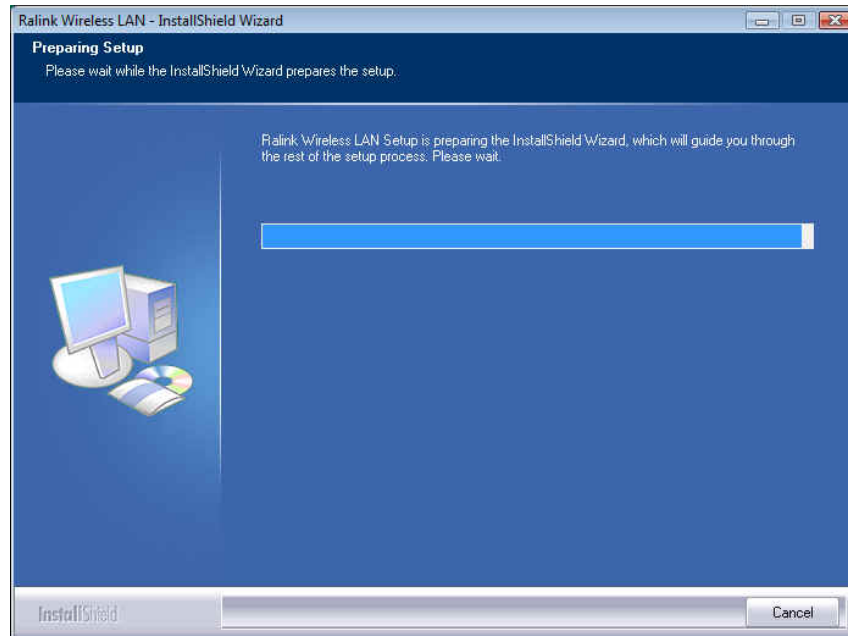 Ralink Wireless LAN - InstallShield Wizard
Preparing Setup
Please wait while the InstallShield Wizard prepares the setup.
Ralink Wireless LAN Setup is preparing the InstallShield Wizard, which will guide you through
the rest of the setup process. Please wait.
InstallShield
Cancel